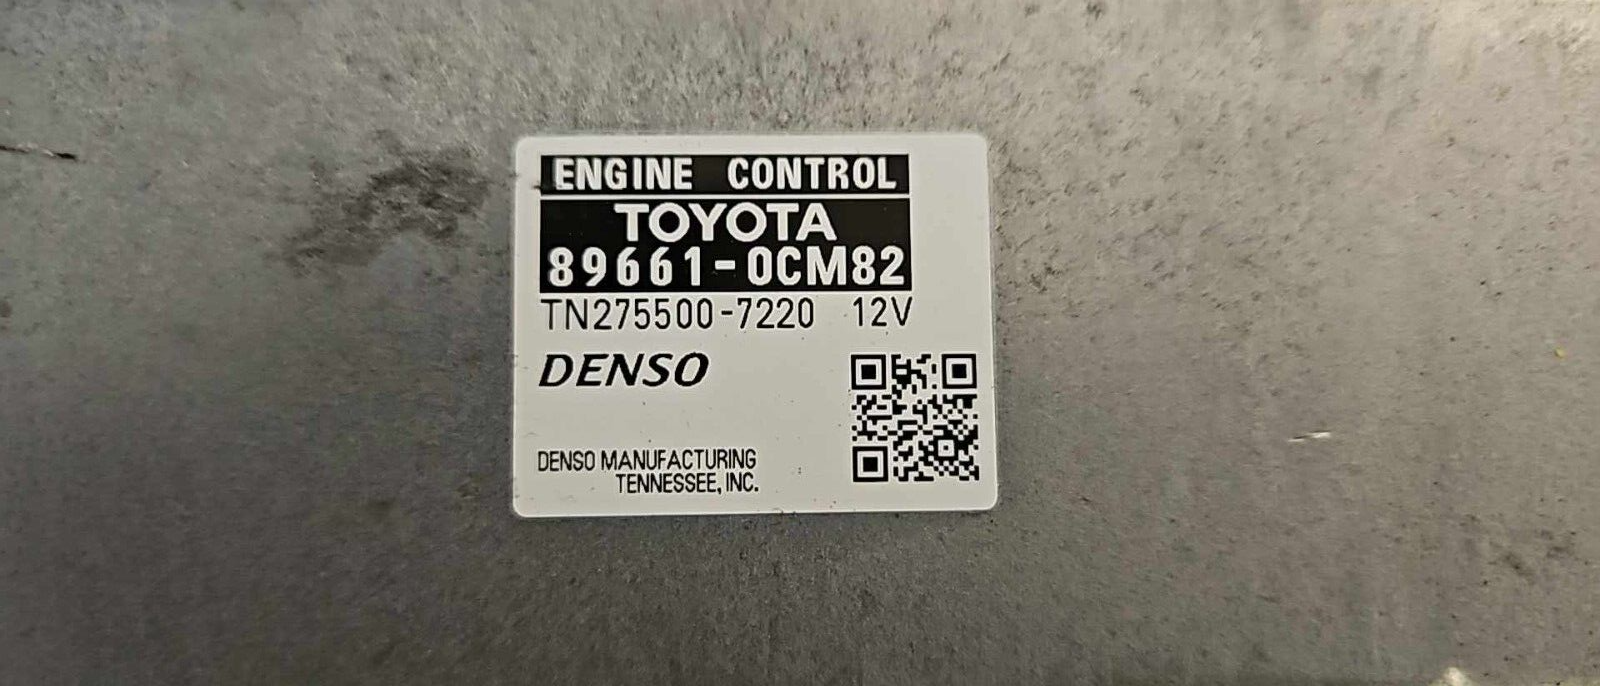 ENGINE CONTROL
TOYOTA
89661-0CM82
TN275500-7220 12V
DENSO
DENSO MANUFACTURING
TENNESSEE, INC.